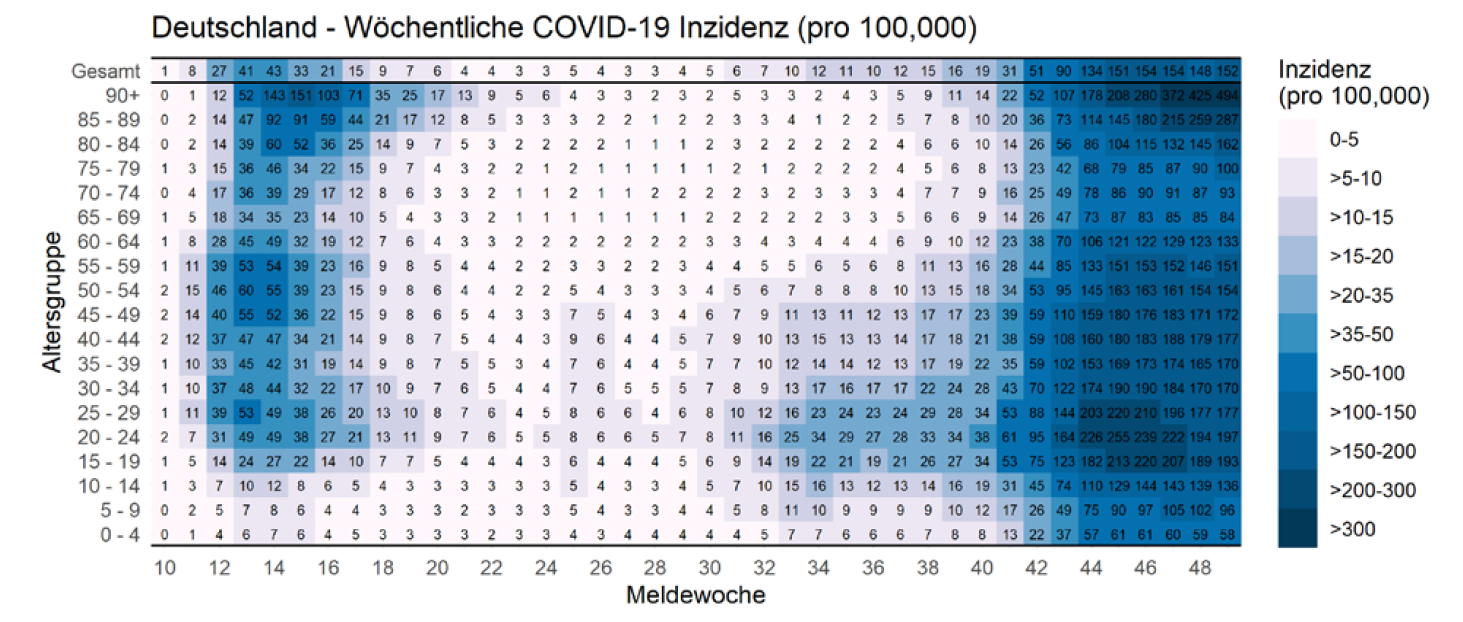 Deutschland - Wöchentliche COVID-19 Inzidenz (pro 100,000)
Gesamt 1 8 27 41 43 33 21 15 9 7 6 4 4 3 3 5 4 3 3 4 5 6 7 10 12 11 10 12 15 16 19 31 51 90 134 151 154 154 148 152
90+ 0 1 12 52 143 151 103 71 35 25 17 13 9 5 6 4 3 3 2 3 2 5 3 3 2 4 3 5 9 11 14 22 52 107 178 208 280 372 425 494
85 - 89 0 2 14 47 92 91 59 44 21 17 12 8 5 3 3 3 2 2 1 2 2 3 3 4 1 2 2 5 7 8 10 20 36 73 114 145 180 215 259 287
80 - 84 0 2 14 39 60 52 36 25 14 9 7 5 3 2 2 2 2 1 1 1 2 3 2 2 2 2 2 4 6 6 10 14 26 56 86 104 115 132 145 162
75 - 79 1 3 15 36 46 34 22 15 9 7 4 3 2 2 1 2 1 1 1 1 1 2 1 2 2 2 2 4 5 6 8 13 23 42 68 79 85 87 90 100
70 - 74 0 4 17 36 39 29 17 12 8 6 4 3 2 1 1 2 1 1 2 2 2 2 3 2 3 3 3 4 7 7 9 16 25 49 78 86 90 91 87 93
65 - 69 1 5 18 34 35 23 14 10 5 4 3 3 2 1 1 1 1 1 1 1 2 2 2 2 2 3 3 5 6 6 9 14 26 47 73 87 83 85 85 84
60 - 64 1 8 28 45 49 32 19 12 7 6 4 3 3 2 2 2 2 2 2 2 3 3 4 3 4 4 4 6 9 10 12 23 38 70 106 121 122 129 123 133
55 - 59 1 11 39 53 54 39 23 16 9 8 5 4 4 2 2 3 3 2 2 3 4 4 5 5 6 5 6 8 11 13 16 28 44 85 133 151 153 152 146 151
50 - 54 2 15 46 60 55 39 23 15 9 8 6 4 4 2 2 5 4 3 3 3 4 5 6 7 8 8 8 10 13 15 18 34 53 95 145 163 163 161 154 154
45 - 49 2 14 40 55 52 36 22 15 9 8 6 5 4 3 3 7 5 4 3 4 6 7 9 11 13 11 12 13 17 17 23 39 59 110 159 180 176 183 171 172
40 - 44 2 12 37 47 47 34 21 14 9 8 7 5 4 4 3 9 6 4 4 5 7 9 10 13 15 13 13 14 17 18 21 38 59 108 160 180 183 188 179 177
35 - 39 1 10 33 45 42 31 19 14 9 8 7 5 5 3 4 7 6 4 4 5 7 7 10 12 14 14 12 13 17 19 22 35 59 102 153 169 173 174 165 170
30 - 34 1 10 37 48 44 32 22 17 10 9 7 6 5 4 4 7 6 5 5 5 7 8 9 13 17 16 17 17 22 24 28 43 70 122 174 190 190 184 170 170
25 - 29 1 11 39 53 49 38 26 20 13 10 8 7 6 4 5 8 6 6 4 6 8 10 12 16 23 24 23 24 29 28 34 53 88 144 203 220 210 196 177 177
20 - 24 2 7 31 49 49 38 27 21 13 11 9 7 6 5 5 8 6 6 5 7 8 11 16 25 34 29 27 28 33 34 38 61 95 164 226 255 239 222 194 197
15 - 19 1 5 14 24 27 22 14 10 7 7 5 4 4 4 3 6 4 4 4 5 6 9 14 19 22 21 19 21 26 27 34 53 75 123 182 213 220 207 189 193
10 - 14 1 3 7 10 12 8 6 5 4 3 3 3 3 3 3 5 4 3 3 4 5 7 10 15 16 13 12 13 14 16 19 31 45 74 110 129 144 143 139 136
5 - 9 0 2 5 7 8 6 4 4 3 3 3 2 3 3 3 4 4 3 3 4 4 5 8 11 10 9 9 9 9 10 12 17 26 49 75 90 97 105 102 96
0 - 4 0 1 4 6 7 6 4 5 3 3 3 3 2 3 3 4 3 4 4 4 4 4 5 7 7 6 6 6 7 8 8 13 22 37 57 61 61 60 59 58
10 12 14 16 18 20 22 24 26 28 30 32 34 36 38 40 42 44 46 48
Meldewoche
Altersgruppe
Inzidenz
(pro 100,000)
0-5
>5-10
>10-15
>15-20
>20-35
>35-50
>50-100
>100-150
>150-200
>200-300
>300